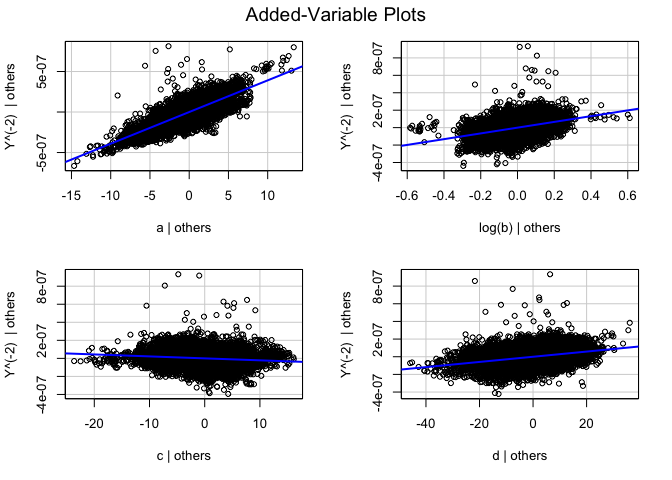 Added-Variable Plots
Y^(-2) | others
5e-07
-5e-07
-15 -10 -5 0 5 10
a | others
Y^(-2) | others
8e-07
2e-07
-4e-07
-0.6 -0.4 -0.2 0.0 0.2 0.4 0.6
log(b) | others
Y^(-2) | others
8e-07
2e-07
-4e-07
-20 -10 0 10
c | others
Y^(-2) | others
8e-07
2e-07
-4e-07
-40 -20 0 20
d | others